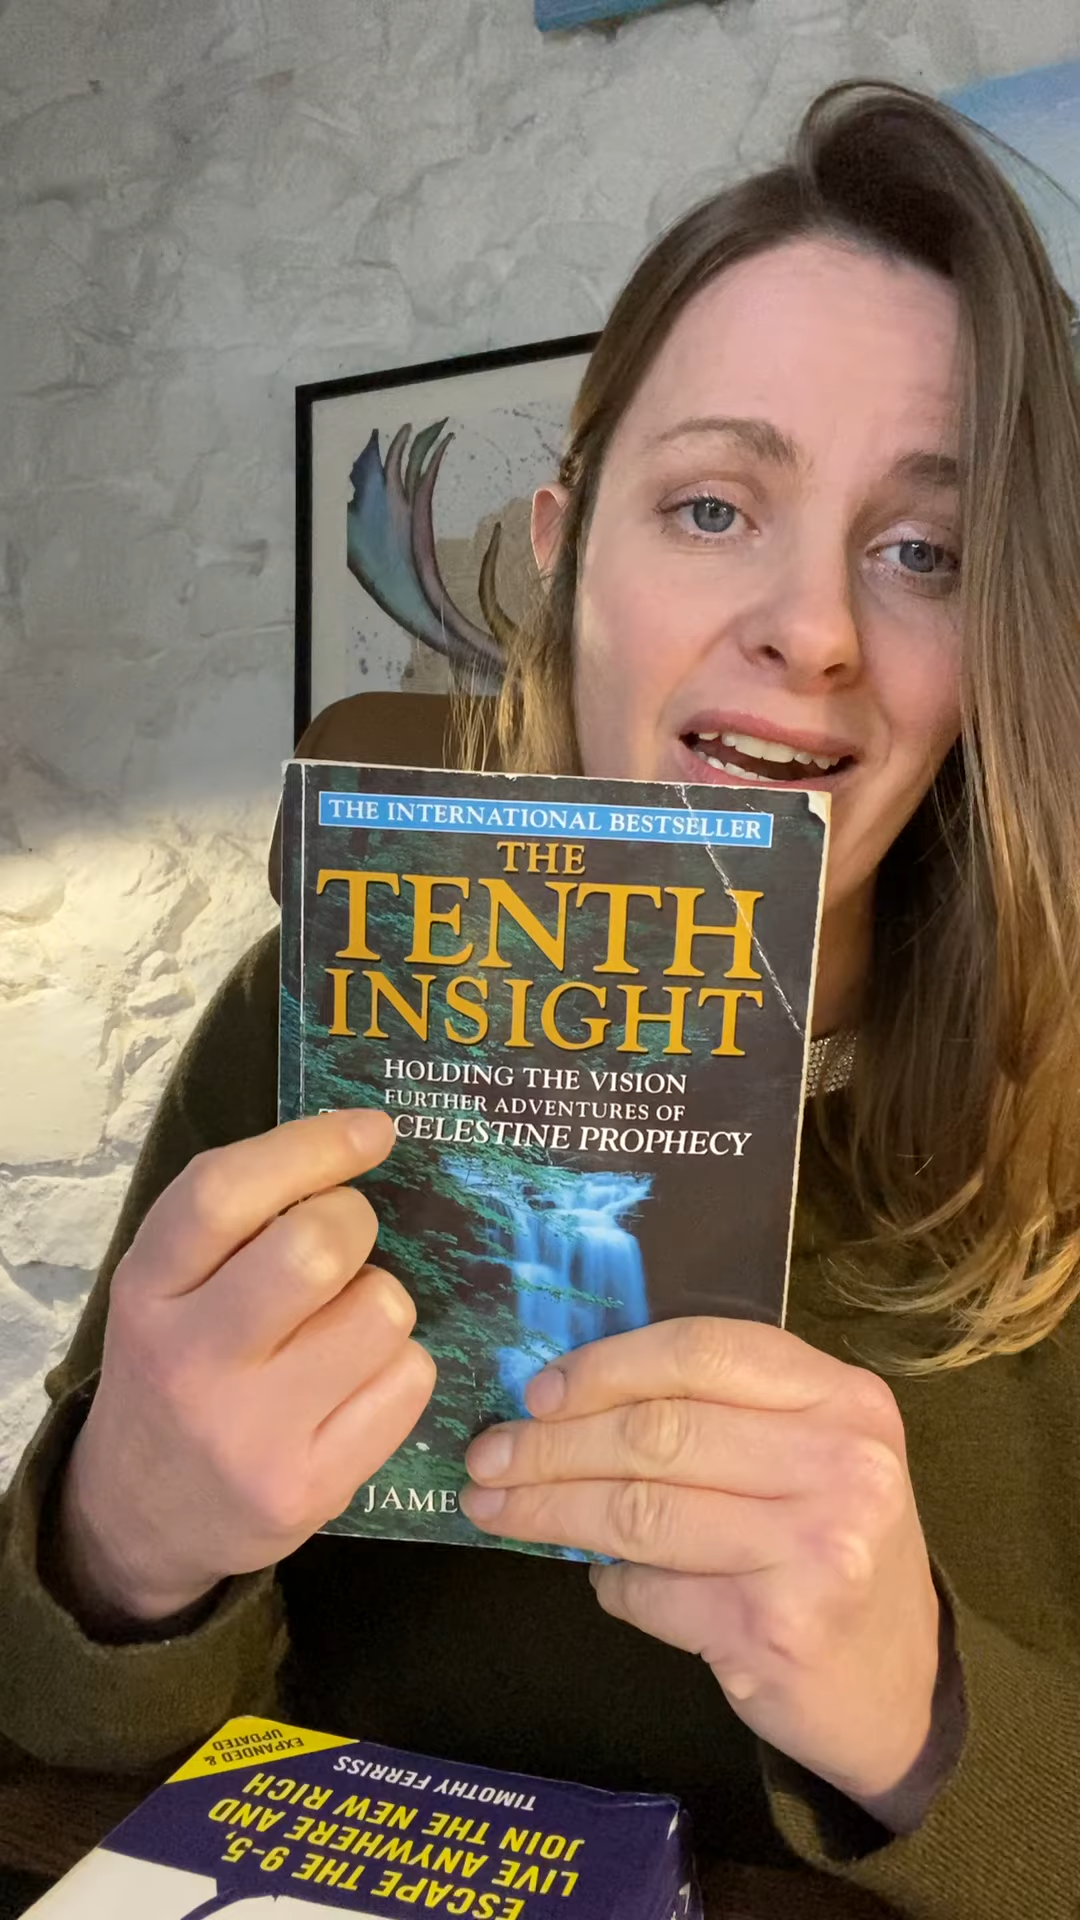 THE INTERNATIONAL BESTSELLER
THE
TENTH
INSIGHT
HOLDING THE VISION
FURTHER ADVENTURES OF
CELESTINE PROPHECY
JAME
EXPANDED &
UPDATED
TIMOTHY FERRISS
ESCAPE THE 9-5,
LIVE ANYWHERE AND
JOIN THE NEW RICH